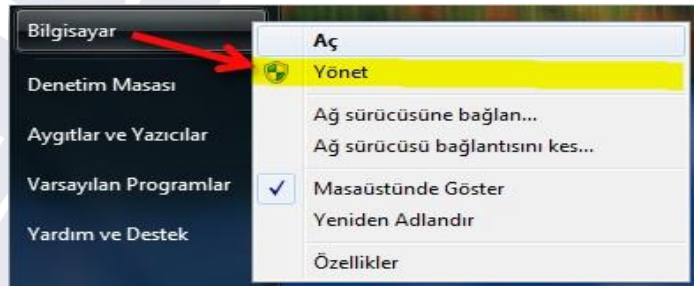 Bilgisayar
Denetim Masası
Aygıtlar ve Yazıcılar
Varsayılan Programlar
Yardım ve Destek
Aç
Yönet
Ağ sürücüsüne bağlan...
Ağ sürücüsü bağlantısını kes...
Masaüstünde Göster
Yeniden Adlandır
Özellikler